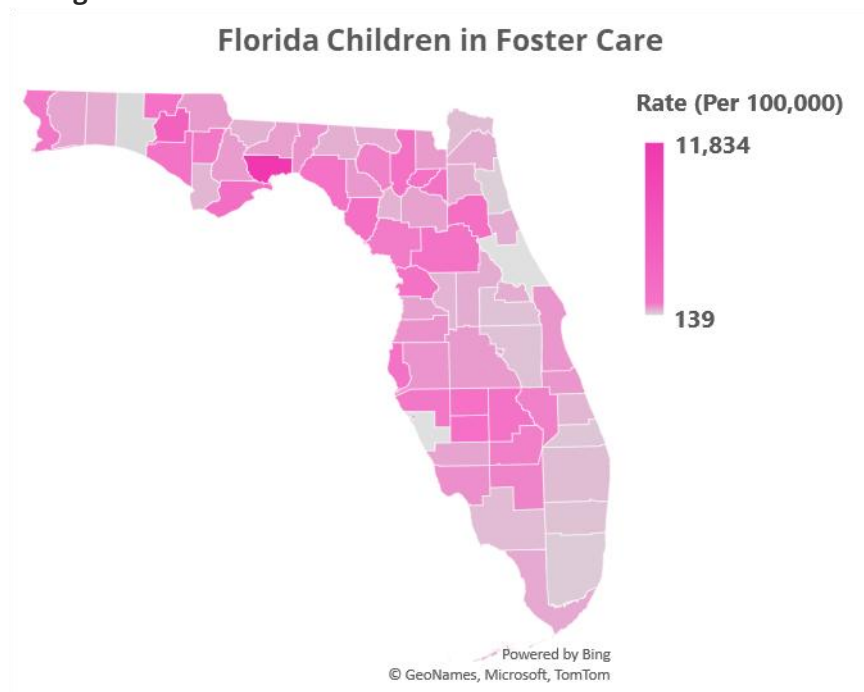 Florida Children in Foster Care
Rate (Per 100,000)
11,834
139
Powered by Bing
© GeoNames, Microsoft, TomTom